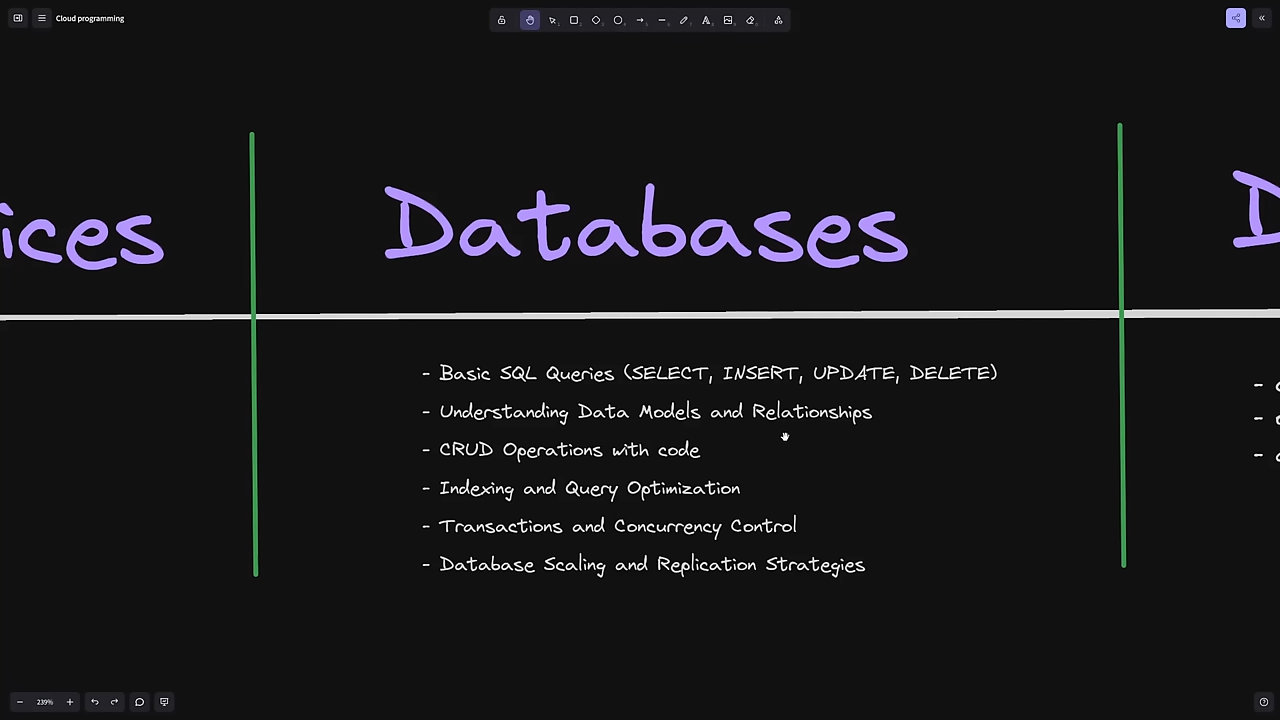 Cloud programming
ices
Databases
D
- Basic SQL Queries (SELECT, INSERT, UPDATE, DELETE)
- Understanding Data Models and Relationships
- CRUD Operations with code
- Indexing and Query Optimization
- Transactions and Concurrency Control
- Database Scaling and Replication Strategies
239%